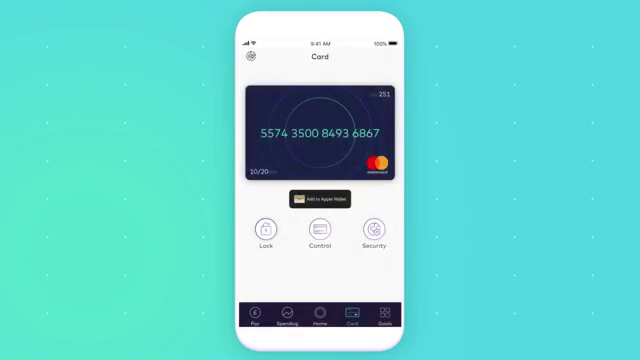 9:41 AM
100%
Card
251
5574 3500 8493 6867
10/20
mastercard
Add to Apple Wallet
Lock
Control
Security
Pay
Spending
Home
Card
Goals